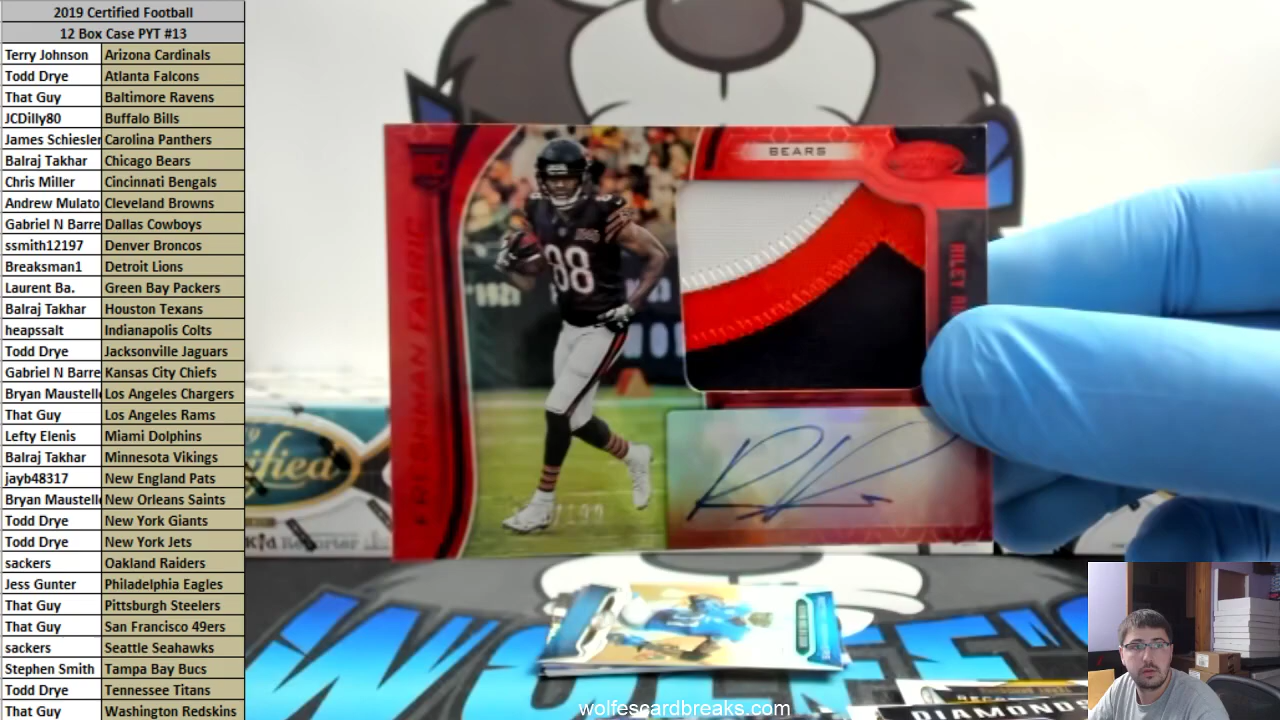 2019 Certified Football
12 Box Case PYT #13
Terry Johnson Arizona Cardinals
Todd Drye Atlanta Falcons
That Guy Baltimore Ravens
JCDilly80 Buffalo Bills
James Schiesler Carolina Panthers
Balraj Takhar Chicago Bears
Chris Miller Cincinnati Bengals
Andrew Mulato Cleveland Browns
Gabriel N Barre Dallas Cowboys
ssmith12197 Denver Broncos
Breaksman1 Detroit Lions
Laurent Ba. Green Bay Packers
Balraj Takhar Houston Texans
heapssalt Indianapolis Colts
Todd Drye Jacksonville Jaguars
Gabriel N Barre Kansas City Chiefs
Bryan Maustell Los Angeles Chargers
That Guy Los Angeles Rams
Lefty Elenis Miami Dolphins
Balraj Takhar Minnesota Vikings
jayb48317 New England Pats
Bryan Maustell New Orleans Saints
Todd Drye New York Giants
Todd Drye New York Jets
sackers Oakland Raiders
Jess Gunter Philadelphia Eagles
That Guy Pittsburgh Steelers
That Guy San Francisco 49ers
sackers Seattle Seahawks
Stephen Smith Tampa Bay Bucs
Todd Drye Tennessee Titans
That Guy Washington Redskins
BEARS
RILEY
FRESHMAN FABRIC
88
/199
WOLFE'S
DIAMONDS
wolfescardbreaks.com